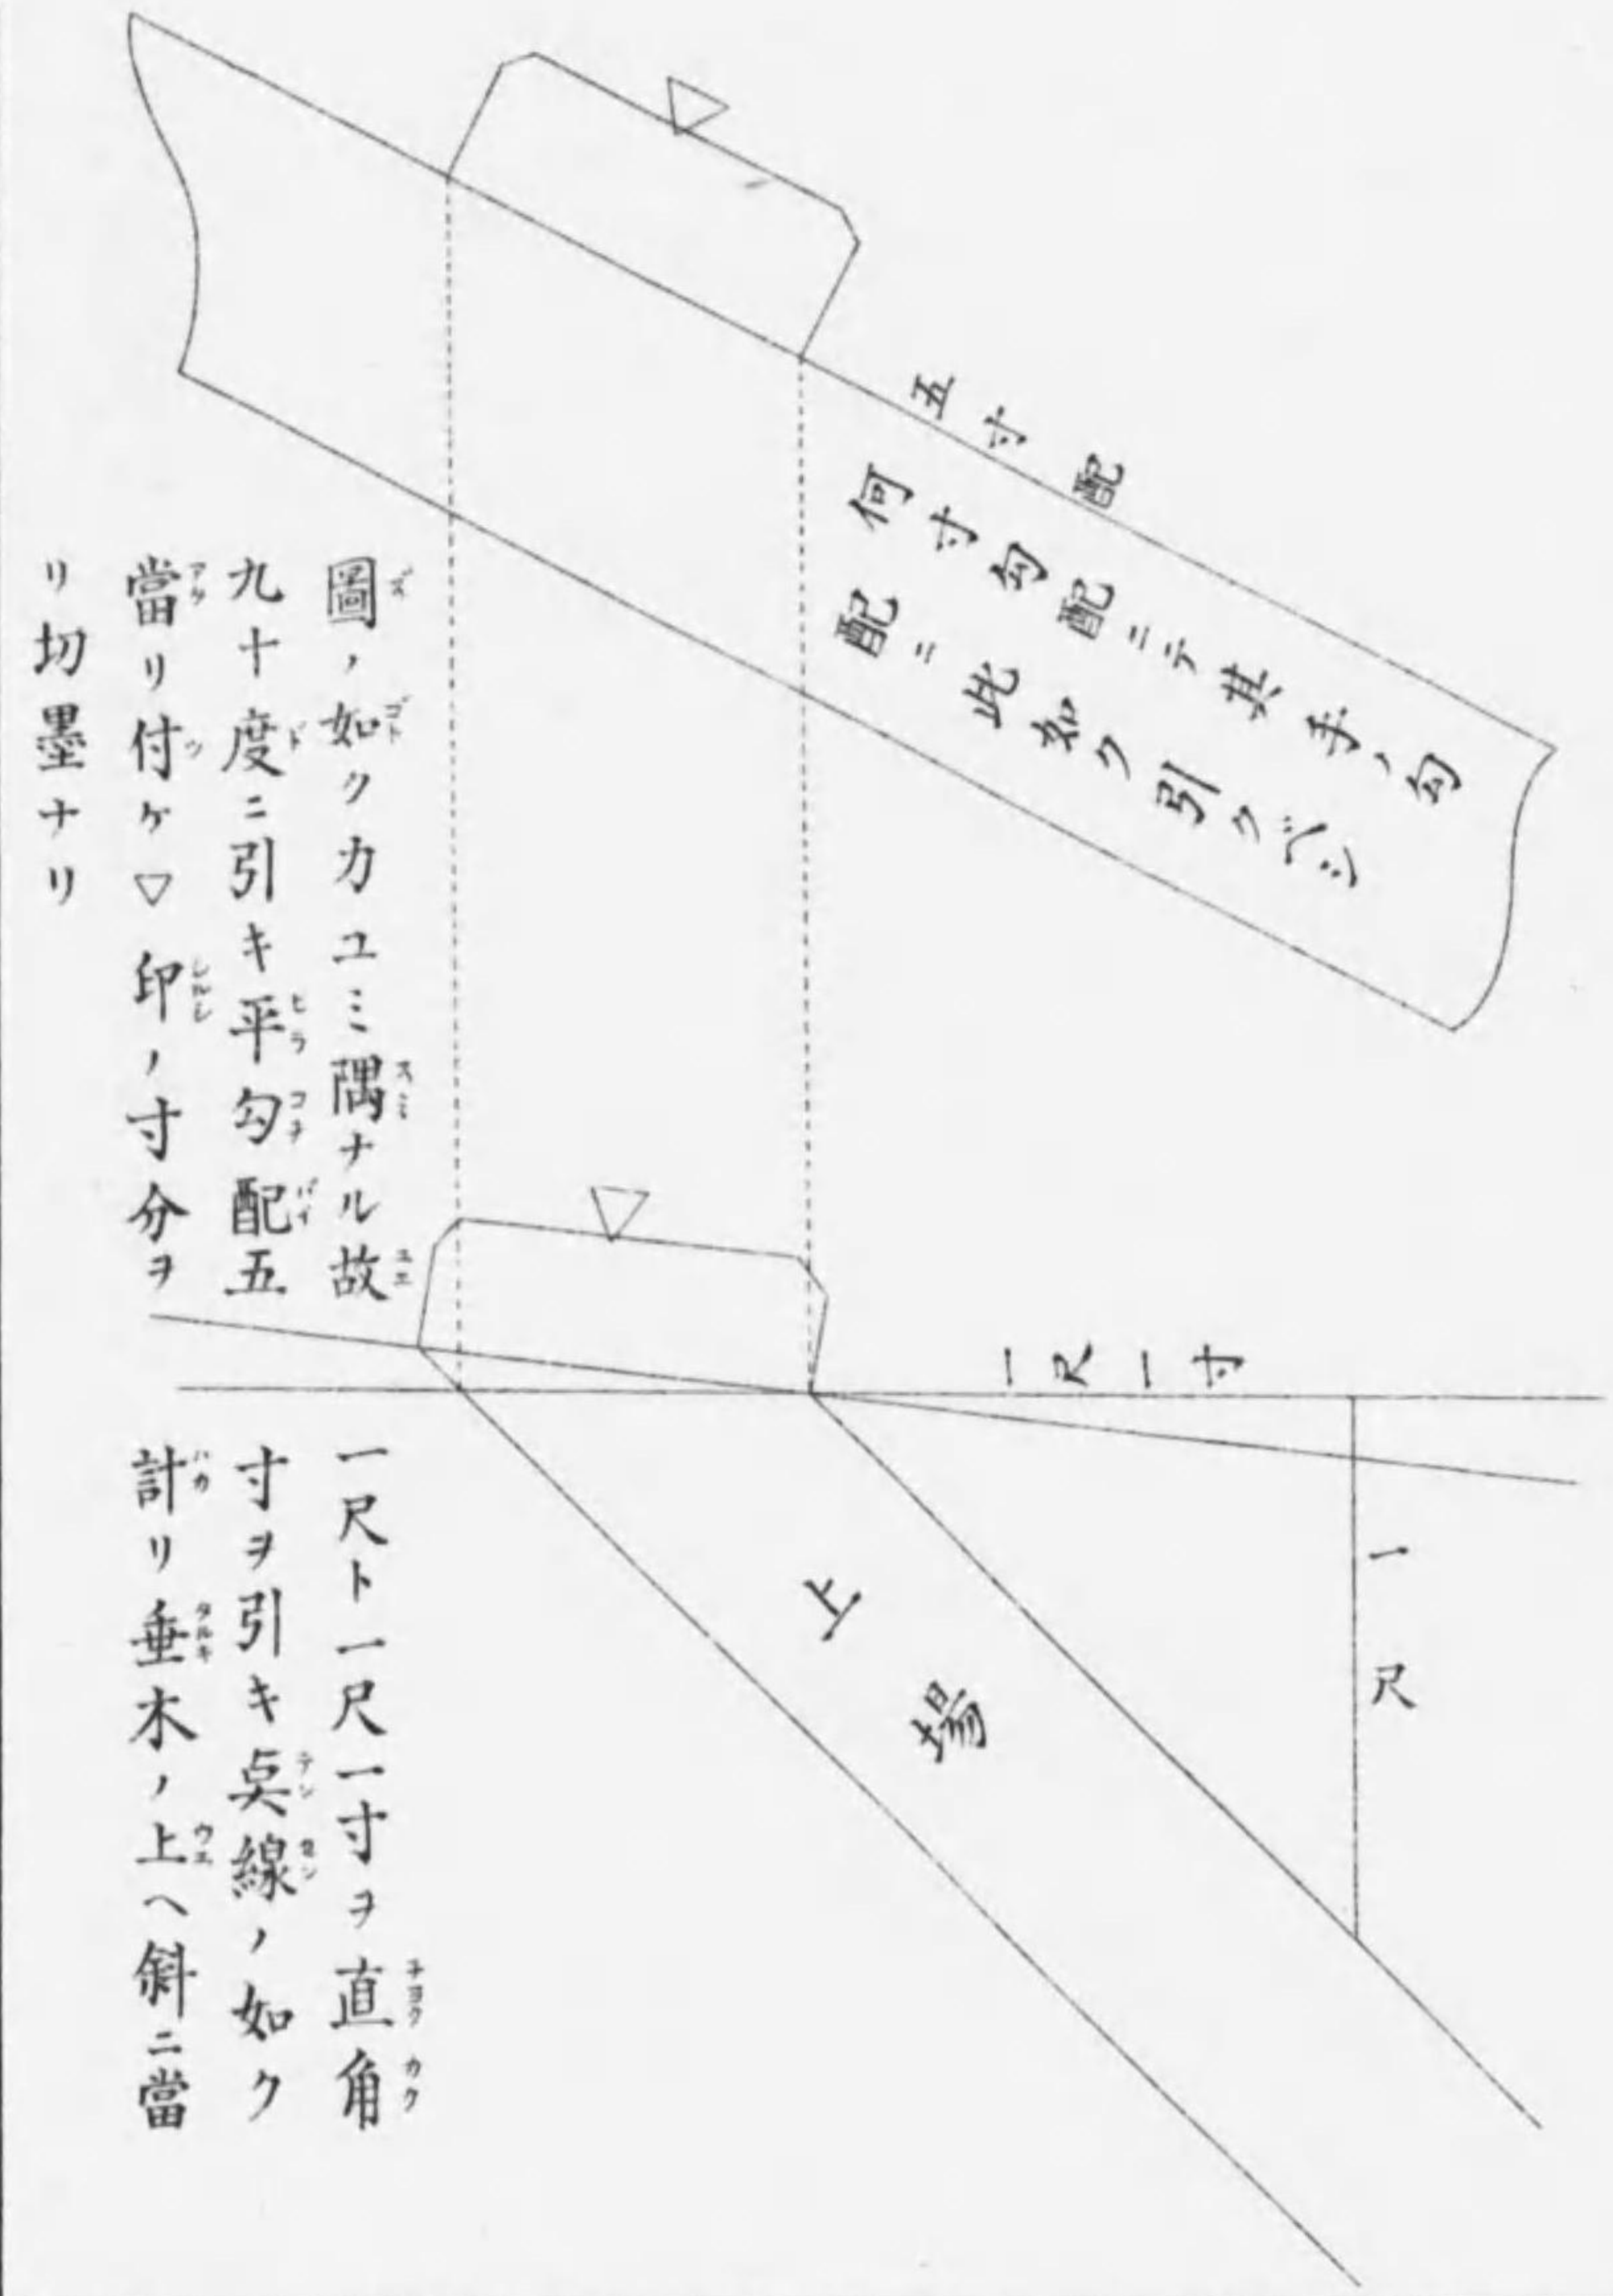 五寸配
何寸勾配ニテ其手ノ勾
配ニ此如ク引クベシ
一尺一寸
一尺
上場
圖ノ如クカユミ隅ナル故
九十度ニ引キ平勾配五
當リ付ケ▽印ノ寸分ヲ
リ切墨ナリ
一尺ト一尺一寸ヲ直角
寸ヲ引キ点線ノ如ク
計リ垂木ノ上ヘ斜ニ當